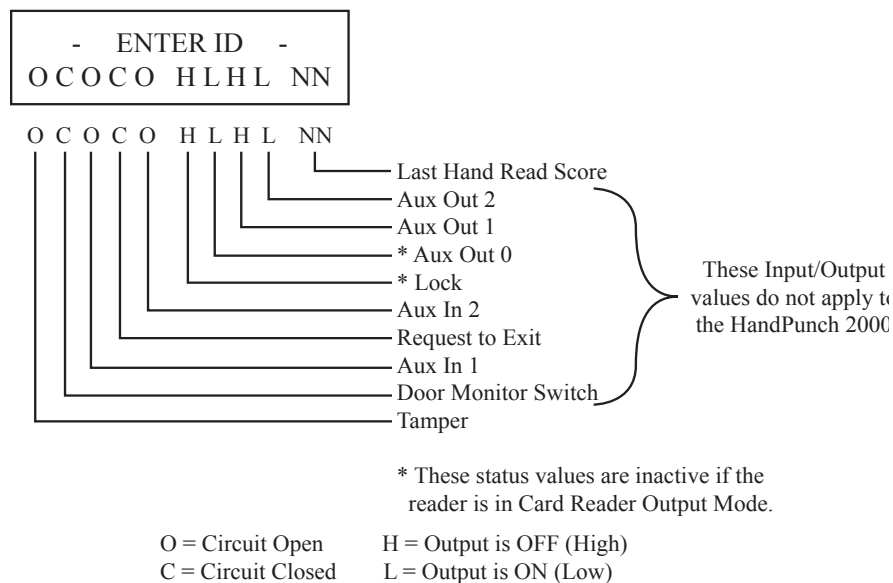 - ENTER ID -
O C O C O H L H L NN
O C O C O H L H L NN
Last Hand Read Score
Aux Out 2
Aux Out 1
* Aux Out 0
* Lock
Aux In 2
Request to Exit
Aux In 1
Door Monitor Switch
Tamper
These Input/Output
values do not apply to
the HandPunch 2000
* These status values are inactive if the
reader is in Card Reader Output Mode.
O = Circuit Open H = Output is OFF (High)
C = Circuit Closed L = Output is ON (Low)